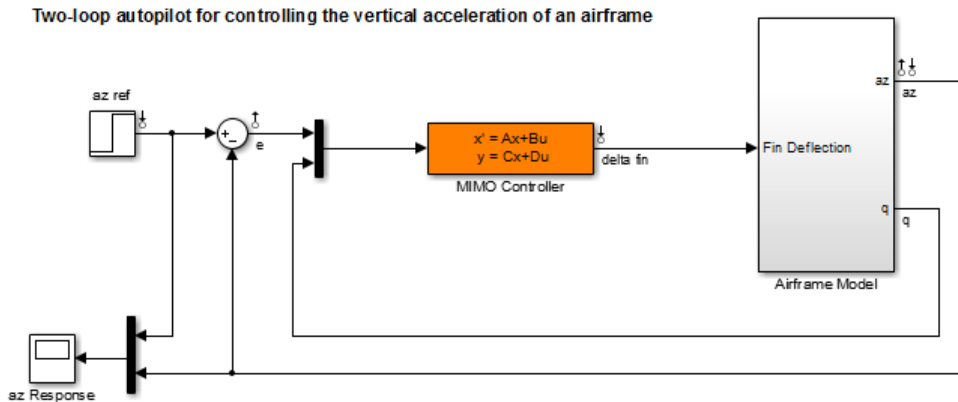 Two-loop autopilot for controlling the vertical acceleration of an airframe
az ref
+
−
e
x' = Ax+Bu
y = Cx+Du
MIMO Controller
delta fin
Fin Deflection
az
az
q
q
Airframe Model
az Response